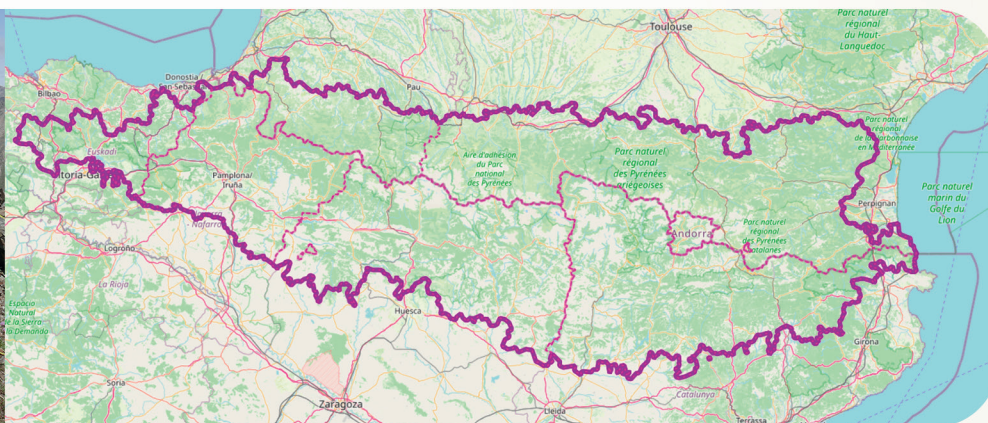 Parc naturel
régional
du Haut-
Languedoc
Toulouse
Donostia /
San Sebastián
Bilbao
Pau
Parc naturel
régional
de la Narbonnaise
en Méditerranée
Euskadi
Vitoria-Gasteiz
Pamplona/
Iruña
Aire d'adhésion
du Parc
national
des Pyrénées
Parc naturel
régional
des Pyrénées
ariégeoises
Parc naturel
marin du
Golfe du
Lion
Perpignan
Nafarroa
Andorra
Parc naturel
régional
des Pyrénées
catalanes
Logroño
La Rioja
Espacio
Natural
de la Sierra
la Demanda
Huesca
Girona
Soria
Zaragoza
Lleida
Catalunya
Terrassa